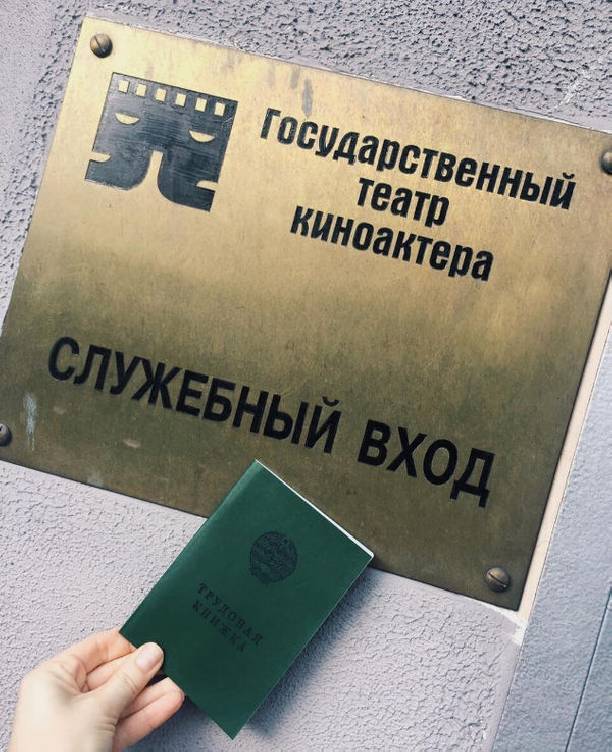 Государственный
театр
киноактера
СЛУЖЕБНЫЙ ВХОД
ТРУДОВАЯ
КНИЖКА